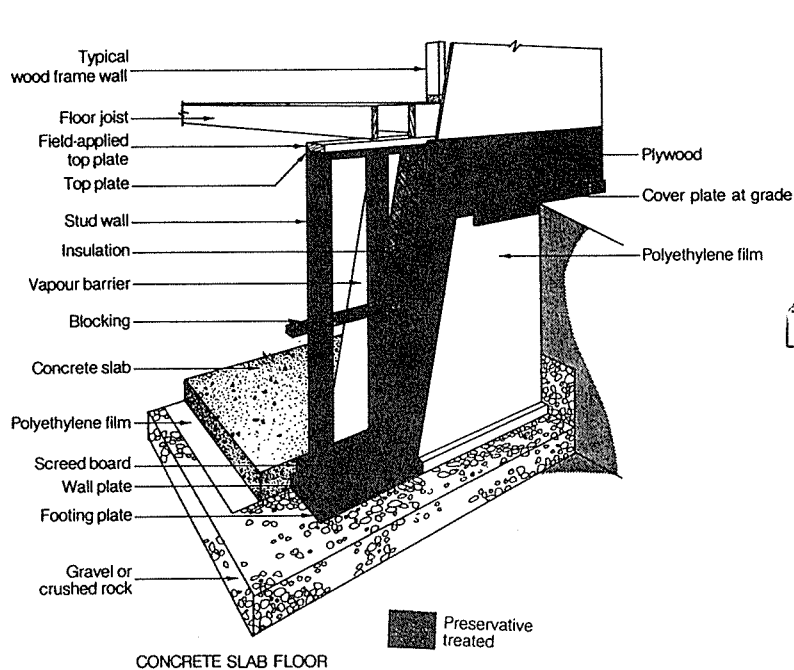 Typical
wood frame wall
Floor joist
Field-applied
top plate
Top plate
Stud wall
Insulation
Vapour barrier
Blocking
Concrete slab
Polyethylene film
Screed board
Wall plate
Footing plate
Gravel or
crushed rock
Plywood
Cover plate at grade
Polyethylene film
Preservative
treated
CONCRETE SLAB FLOOR